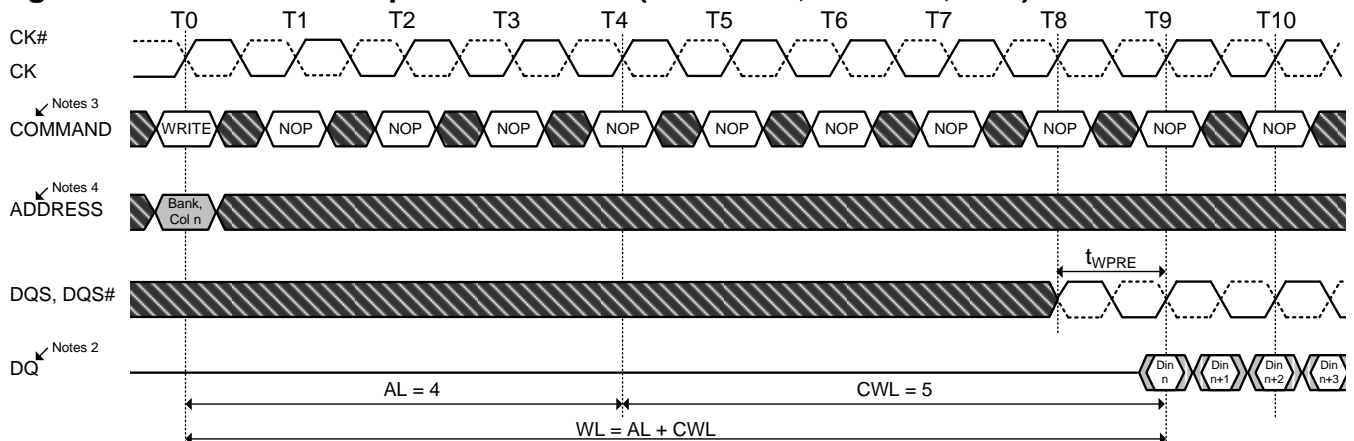 T0 T1 T2 T3 T4 T5 T6 T7 T8 T9 T10
CK#
CK
Notes 3
COMMAND WRITE NOP NOP NOP NOP NOP NOP NOP NOP NOP NOP
Notes 4
ADDRESS
Bank,
Col n
tWPRE
DQS, DQS#
Notes 2
DQ
Din Din Din Din
n n+1 n+2 n+3
AL = 4 CWL = 5
WL = AL + CWL